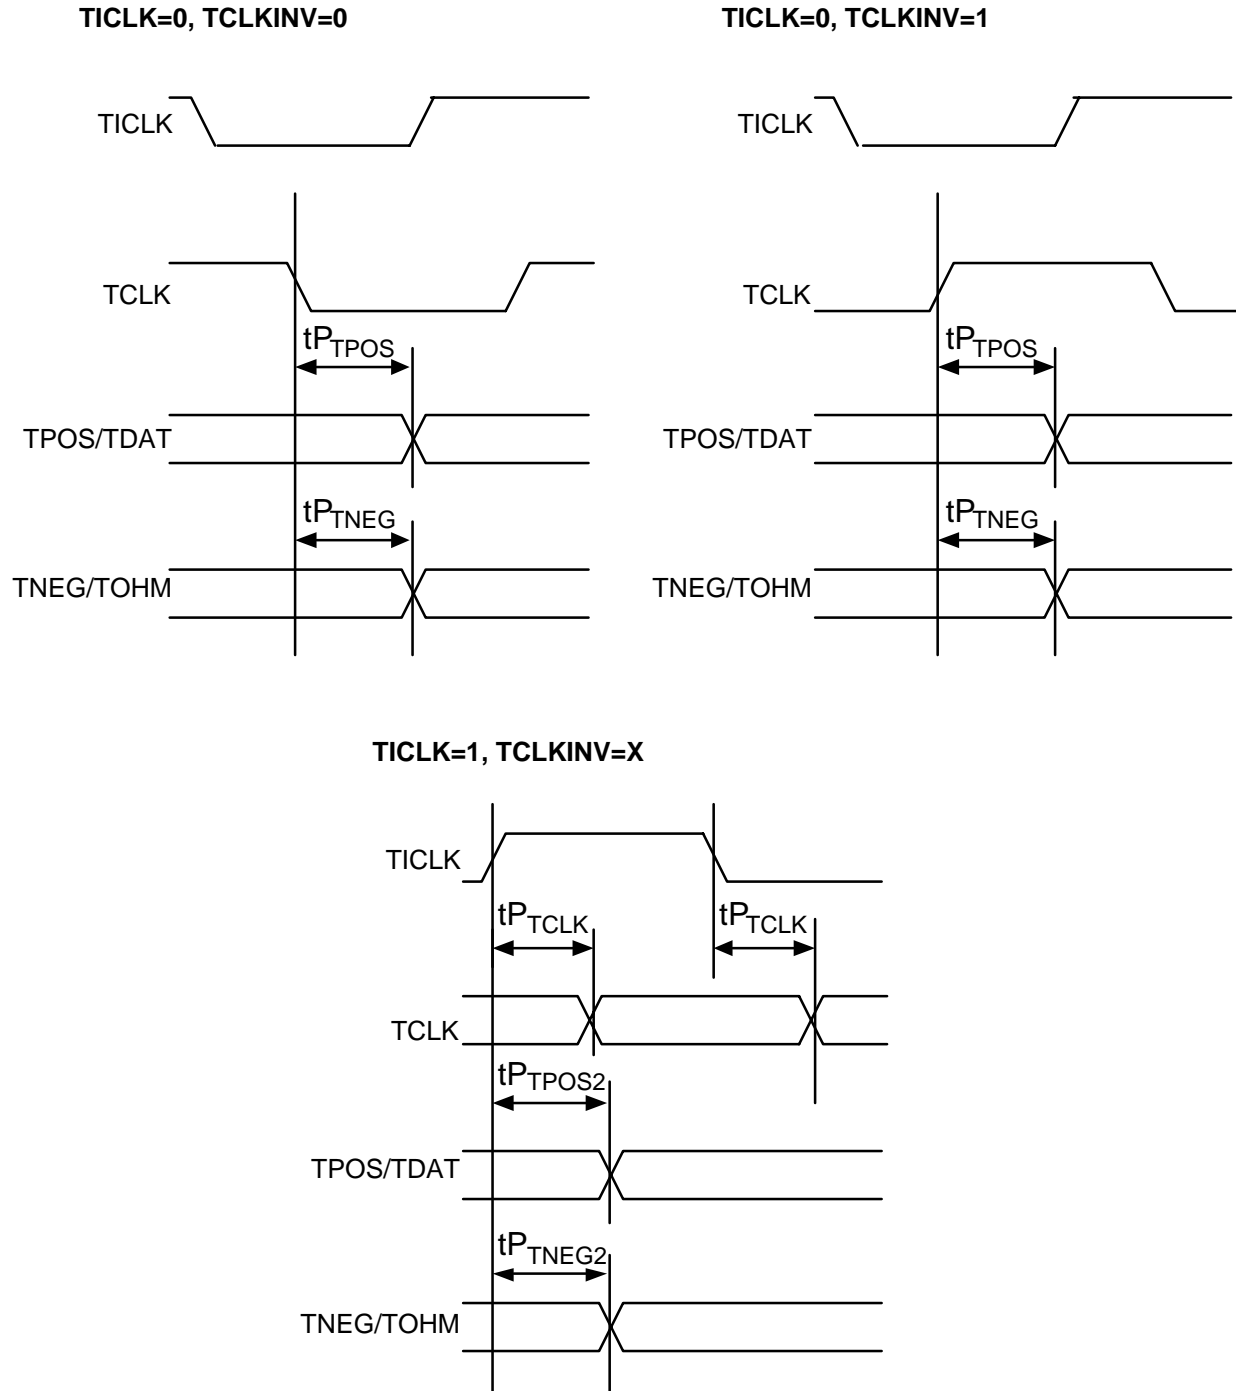 TICLK=0, TCLKINV=0
TICLK
TCLK
tPTPOS
TPOS/TDAT
tPTNEG
TNEG/TOHM
TICLK=0, TCLKINV=1
TICLK
TCLK
tPTPOS
TPOS/TDAT
tPTNEG
TNEG/TOHM
TICLK=1, TCLKINV=X
TICLK
tPTCLK tPTCLK
TCLK
tPTPOS2
TPOS/TDAT
tPTNEG2
TNEG/TOHM